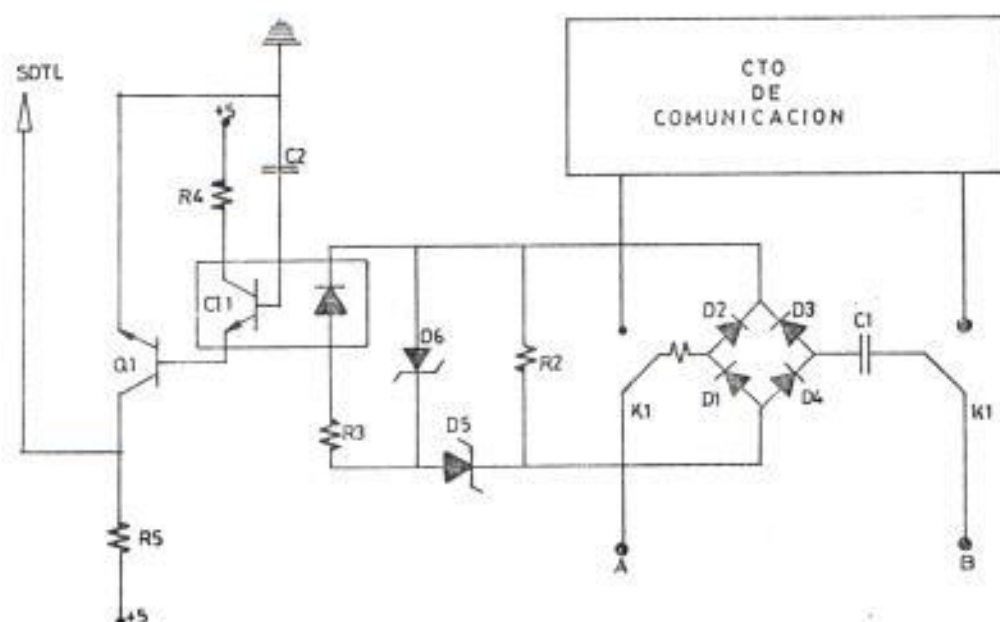 SDTL
CTO
DE
COMUNICACION
+5
C2
R4
CI1
D2
D3
C1
D6
R2
Q1
K1
D1
D4
K1
R3
D5
R5
A
B
+5